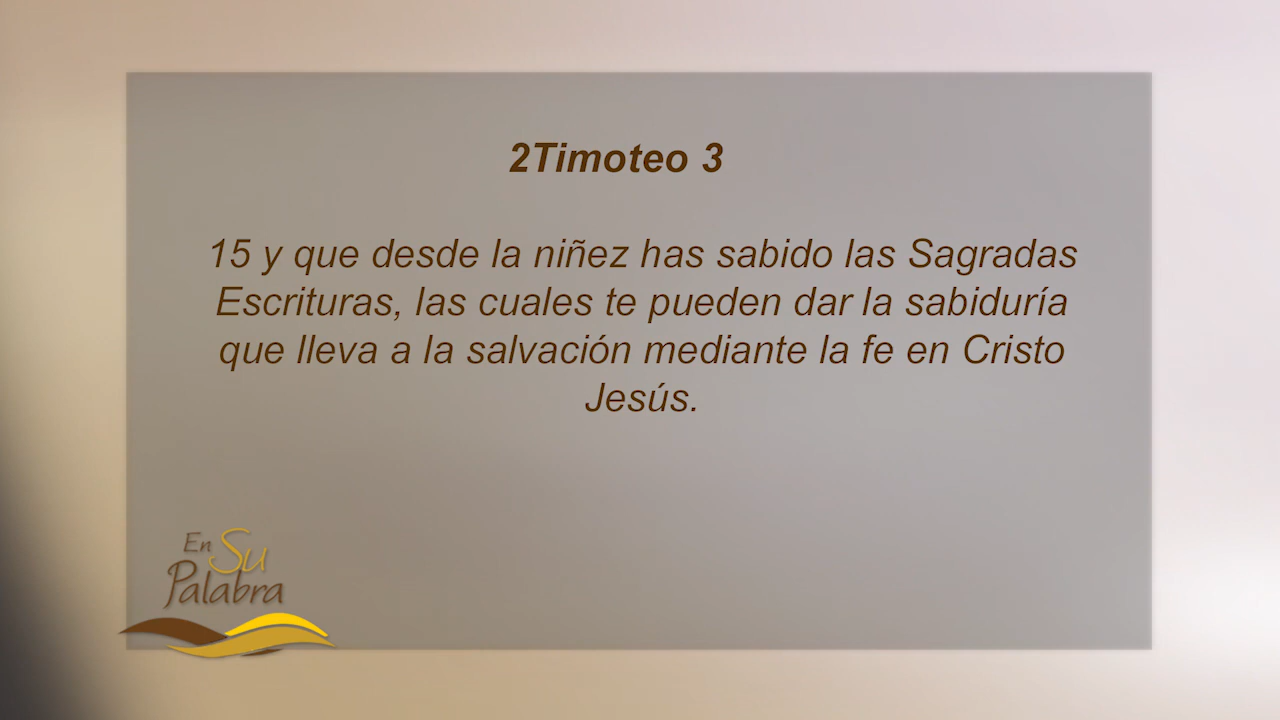 2Timoteo 3
15 y que desde la niñez has sabido las Sagradas
Escrituras, las cuales te pueden dar la sabiduría
que lleva a la salvación mediante la fe en Cristo
Jesús.
En Su
Palabra